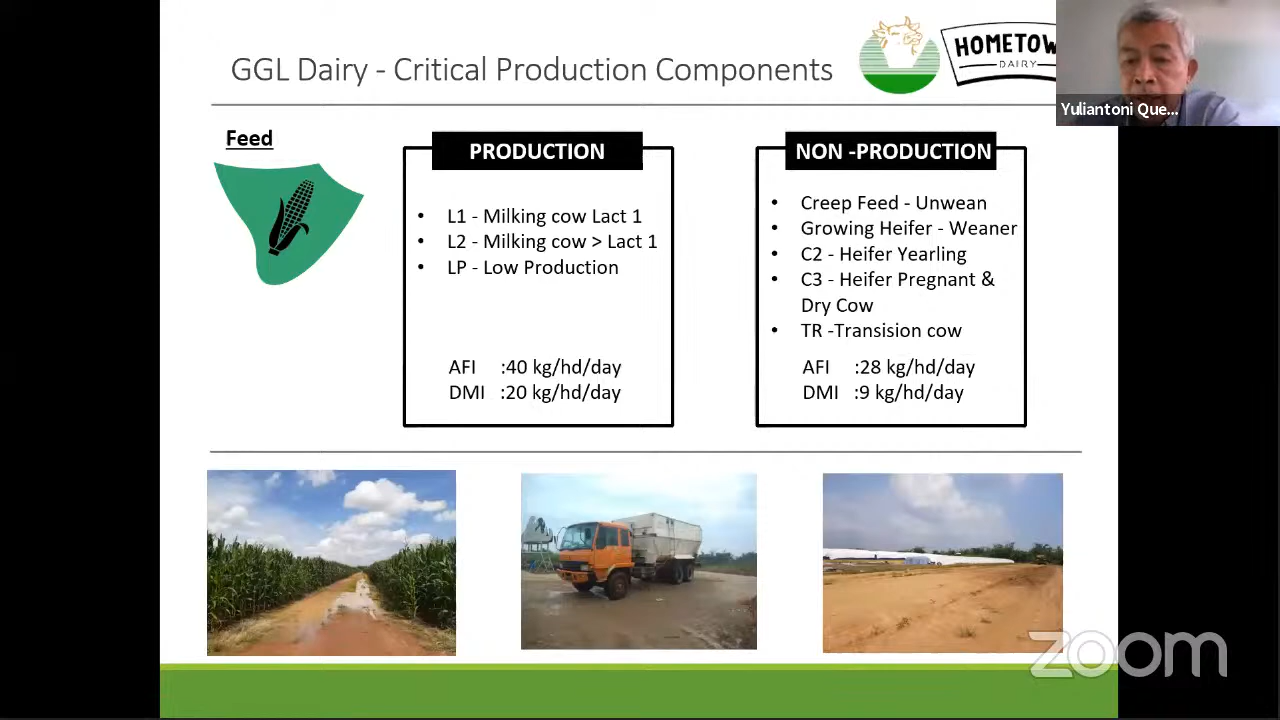 GGL Dairy - Critical Production Components
HOMETOW
DAIRY
Yuliantoni Que...
Feed
PRODUCTION
• L1 - Milking cow Lact 1
• L2 - Milking cow > Lact 1
• LP - Low Production
AFI :40 kg/hd/day
DMI :20 kg/hd/day
NON -PRODUCTION
• Creep Feed - Unwean
• Growing Heifer - Weaner
• C2 - Heifer Yearling
• C3 - Heifer Pregnant &
Dry Cow
• TR -Transision cow
AFI :28 kg/hd/day
DMI :9 kg/hd/day
zoom